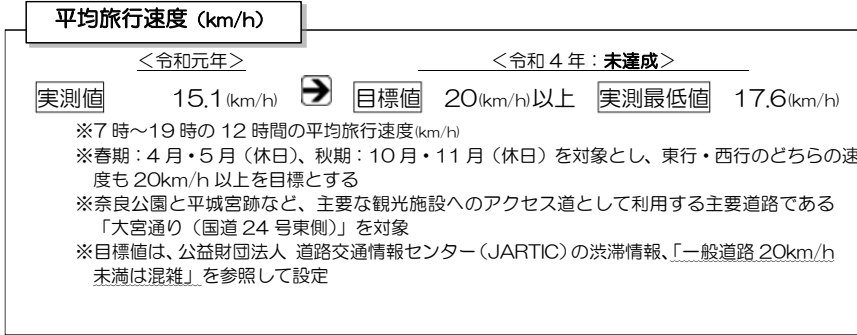 平均旅行速度（km/h）
＜令和元年＞　＜令和４年：未達成＞
実測値　15.1(km/h)　➔　目標値　20(km/h)以上　実測最低値　17.6(km/h)
※7 時～19 時の 12 時間の平均旅行速度(km/h)
※春期：４月・５月（休日）、秋期：１０月・１１月（休日）を対象とし、東行・西行のどちらの速
度も 20km/h 以上を目標とする
※奈良公園と平城宮跡など、主要な観光施設へのアクセス道として利用する主要道路である
「大宮通り（国道 24 号東側）」を対象
※目標値は、公益財団法人 道路交通情報センター（JARTIC）の渋滞情報、「一般道路 20km/h
未満は混雑」を参照して設定